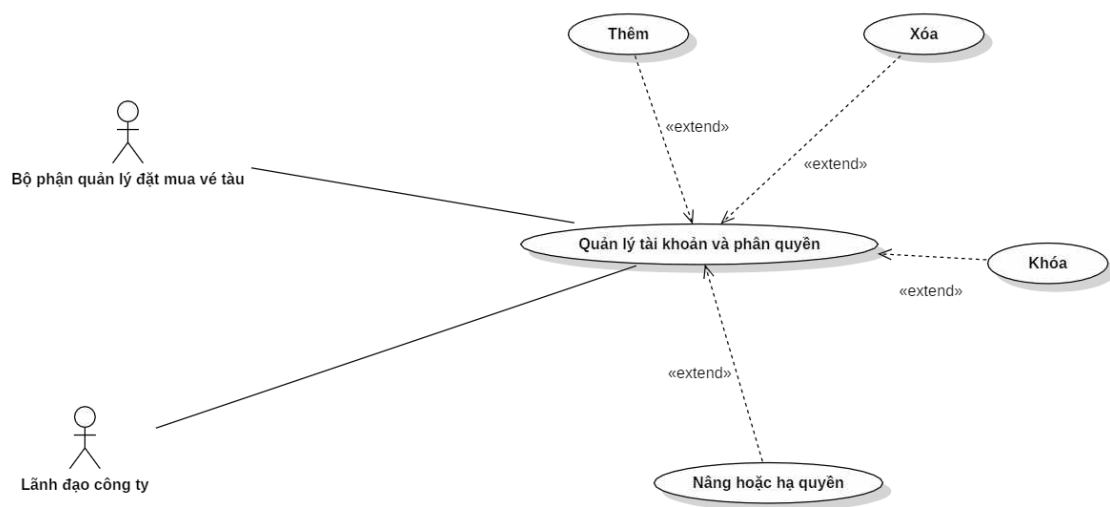 Thêm
Xóa
«extend»
«extend»
Bộ phận quản lý đặt mua vé tàu
Quản lý tài khoản và phân quyền
Khóa
«extend»
«extend»
Lãnh đạo công ty
Nâng hoặc hạ quyền